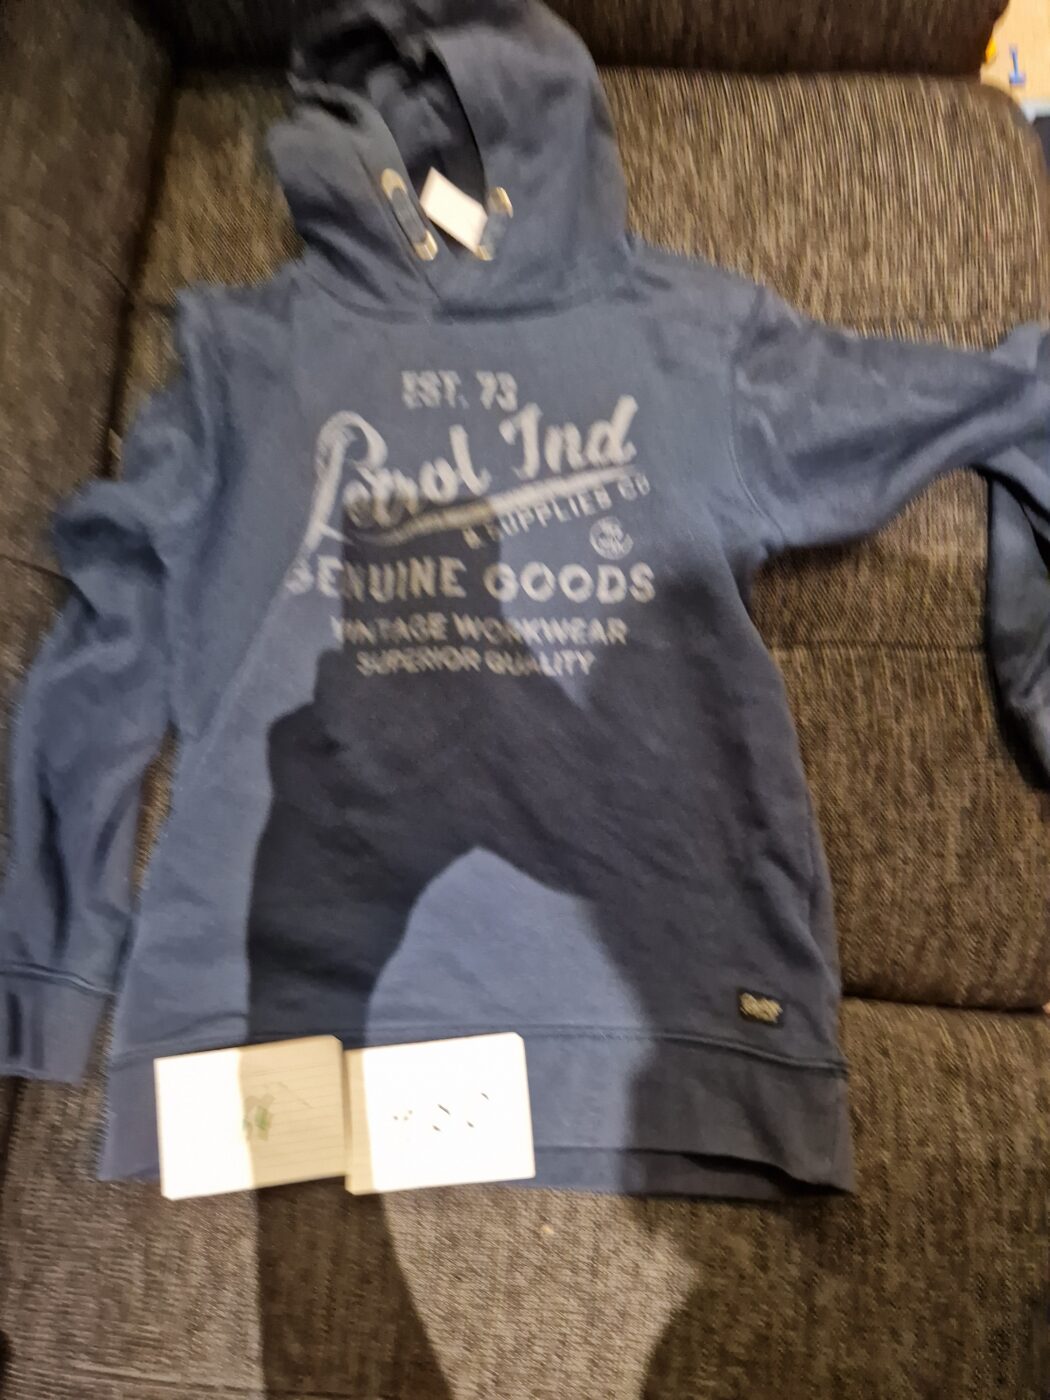 EST. 73
Petrol Ind
& SUPPLIES CO
GENUINE GOODS
VINTAGE WORKWEAR
SUPERIOR QUALITY